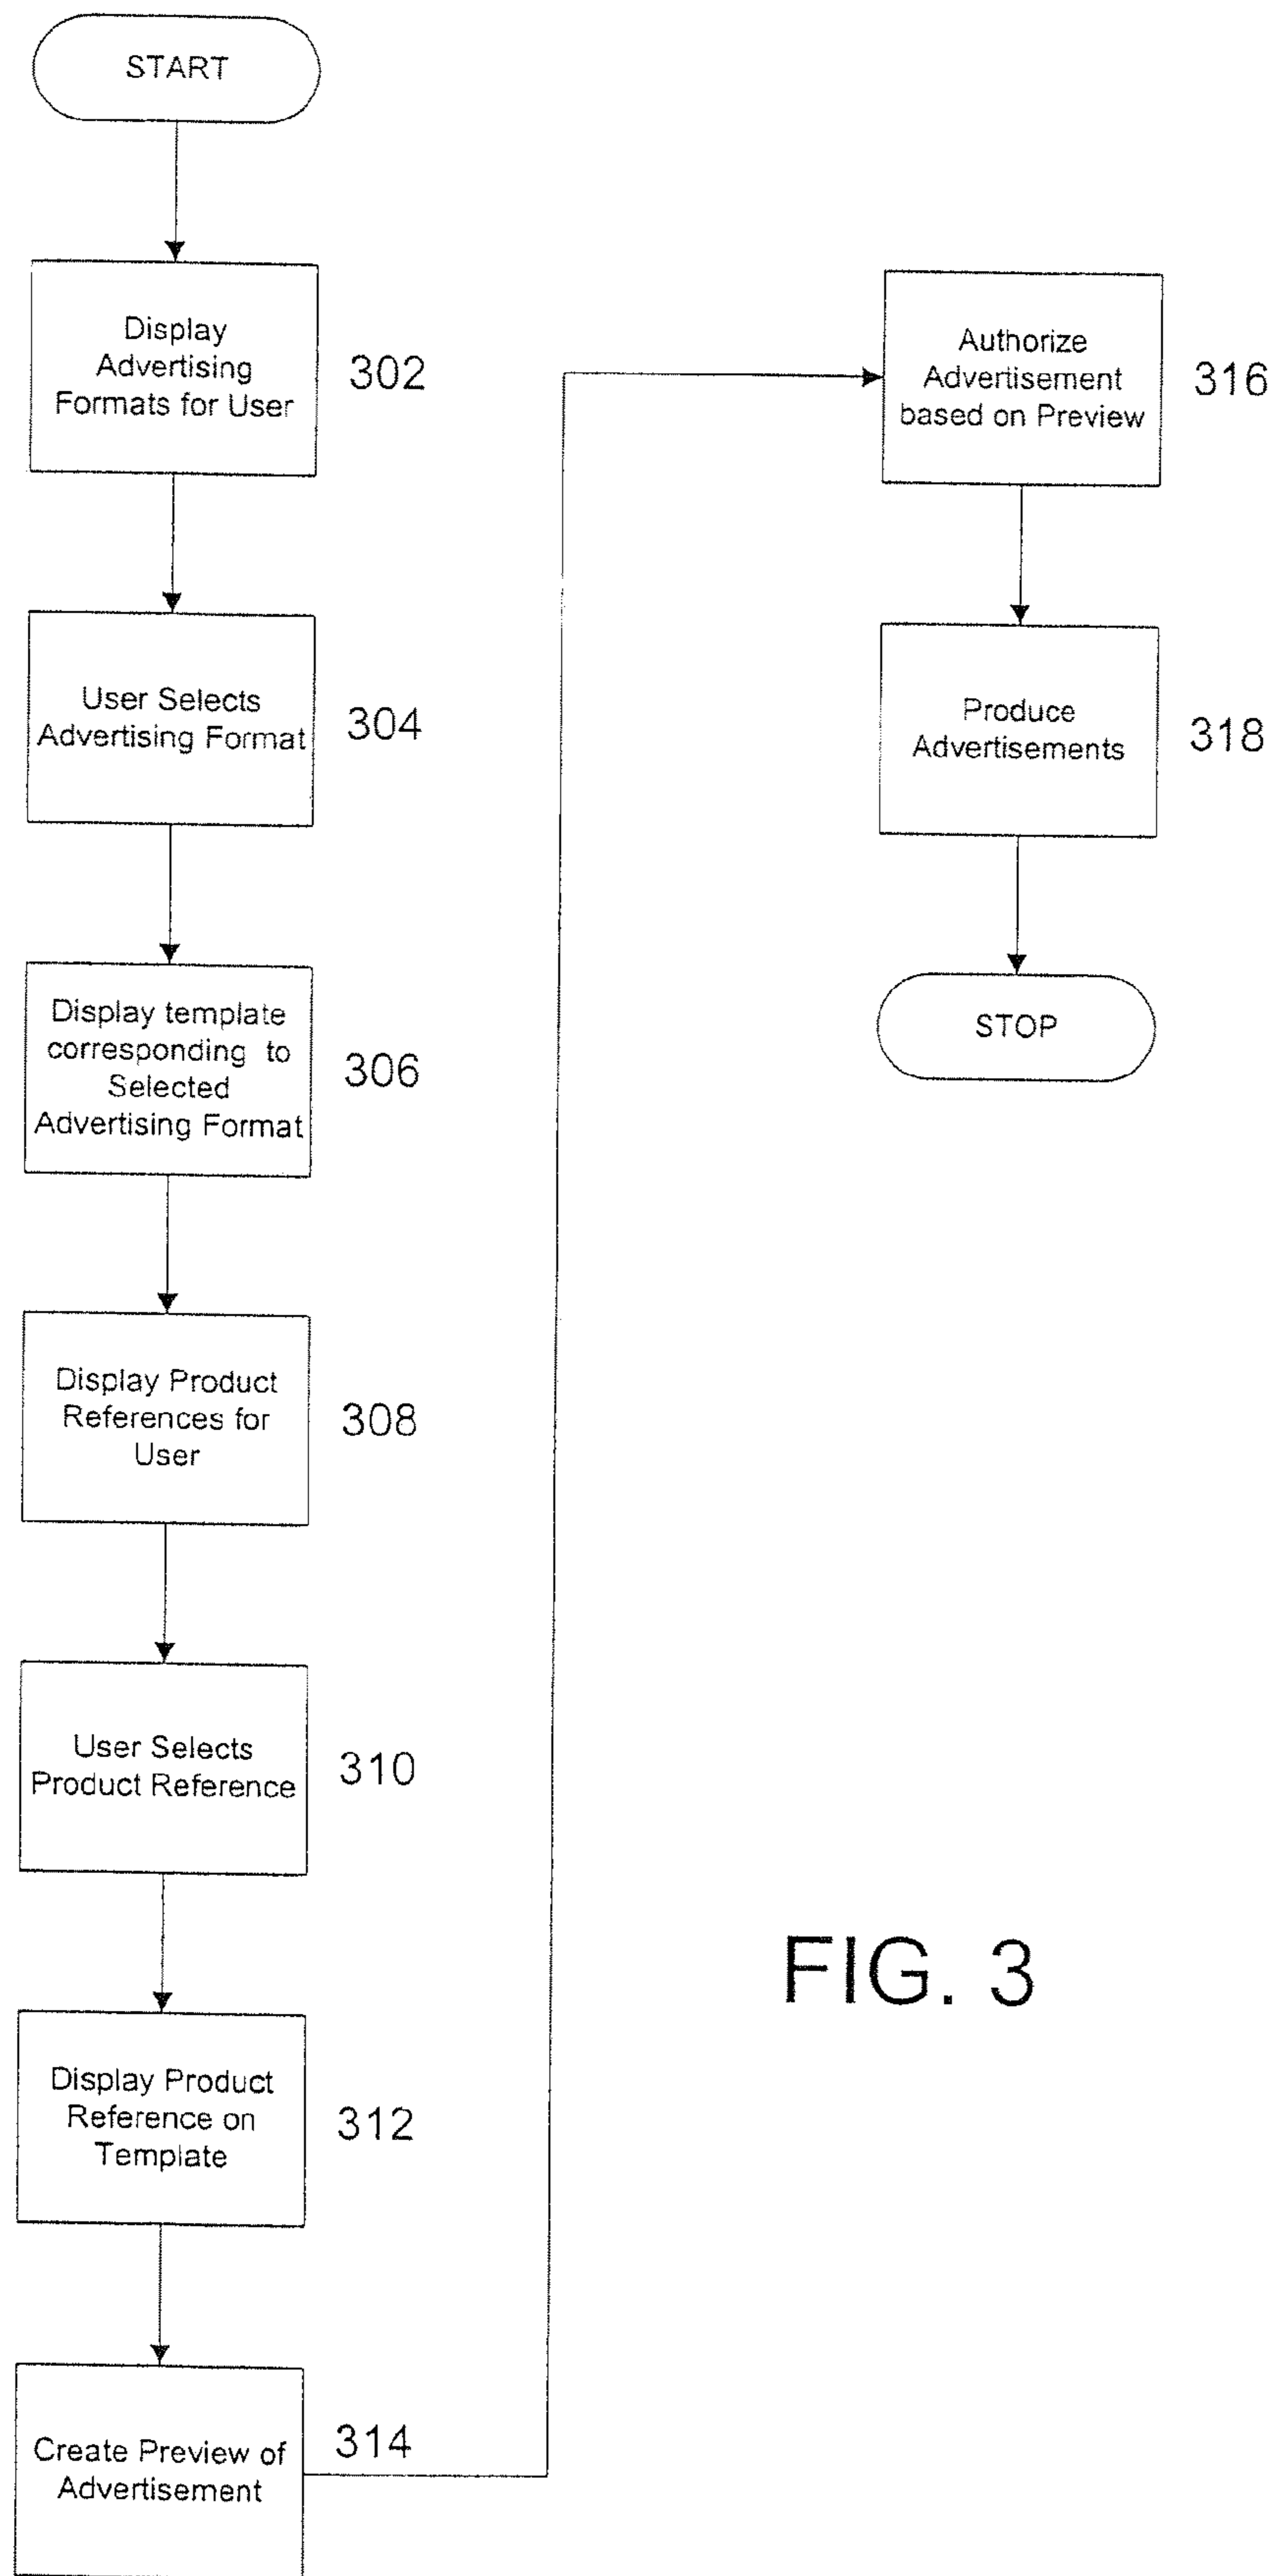 START
Display
Advertising
Formats for User
302
User Selects
Advertising Format
304
Display template
corresponding to
Selected
Advertising Format
306
Display Product
References for
User
308
User Selects
Product Reference
310
Display Product
Reference on
Template
312
Create Preview of
Advertisement
314
Authorize
Advertisement
based on Preview
316
Produce
Advertisements
318
STOP
FIG. 3